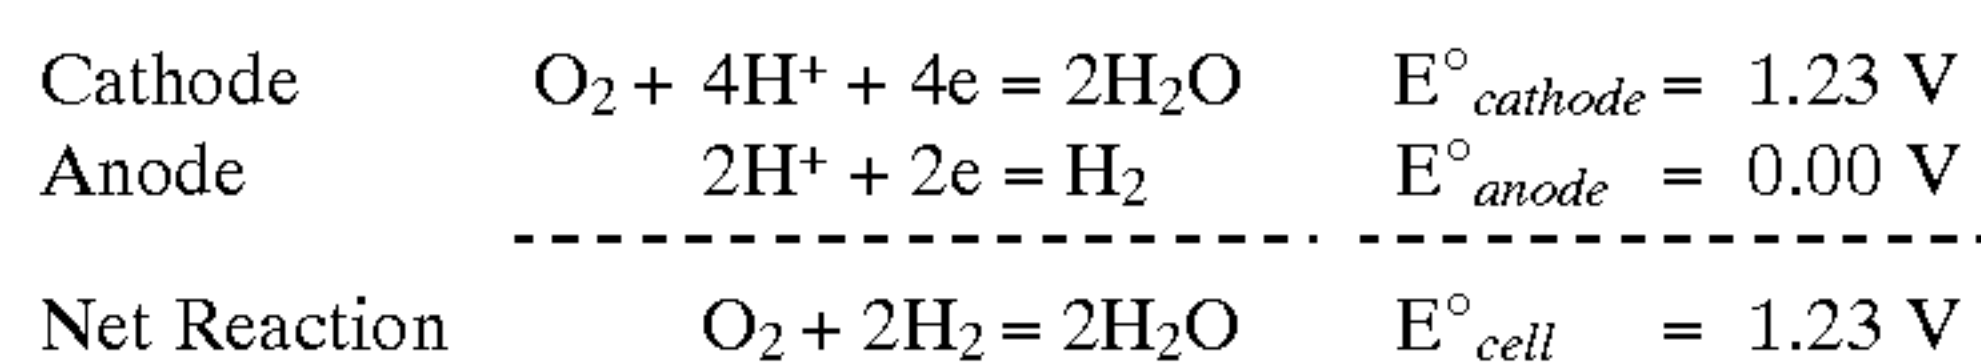 Cathode O₂ + 4H⁺ + 4e = 2H₂O E°cathode = 1.23 V
Anode 2H⁺ + 2e = H₂ E°anode = 0.00 V
Net Reaction O₂ + 2H₂ = 2H₂O E°cell = 1.23 V